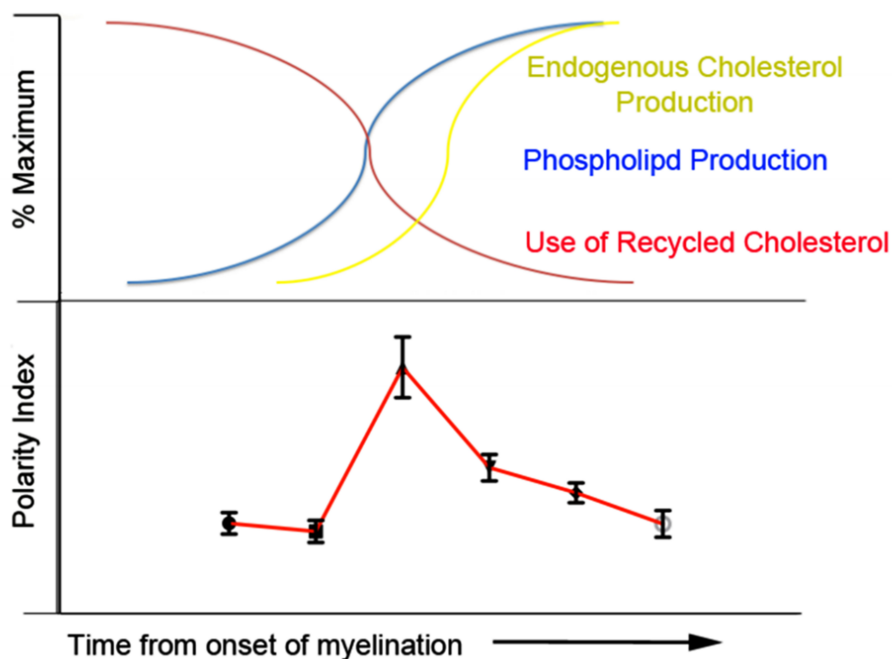 % Maximum
Endogenous Cholesterol
Production
Phospholipd Production
Use of Recycled Cholesterol
Polarity Index
Time from onset of myelination